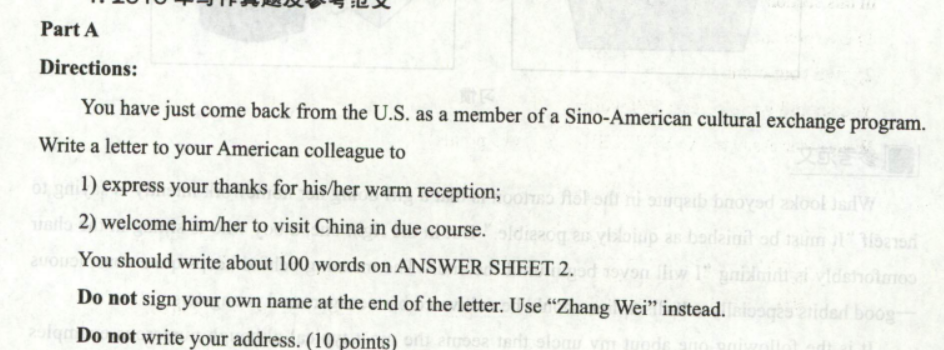 Part A
Directions:
You have just come back from the U.S. as a member of a Sino-American cultural exchange program.
Write a letter to your American colleague to
1) express your thanks for his/her warm reception;
2) welcome him/her to visit China in due course.
You should write about 100 words on ANSWER SHEET 2.
Do not sign your own name at the end of the letter. Use “Zhang Wei” instead.
Do not write your address. (10 points)